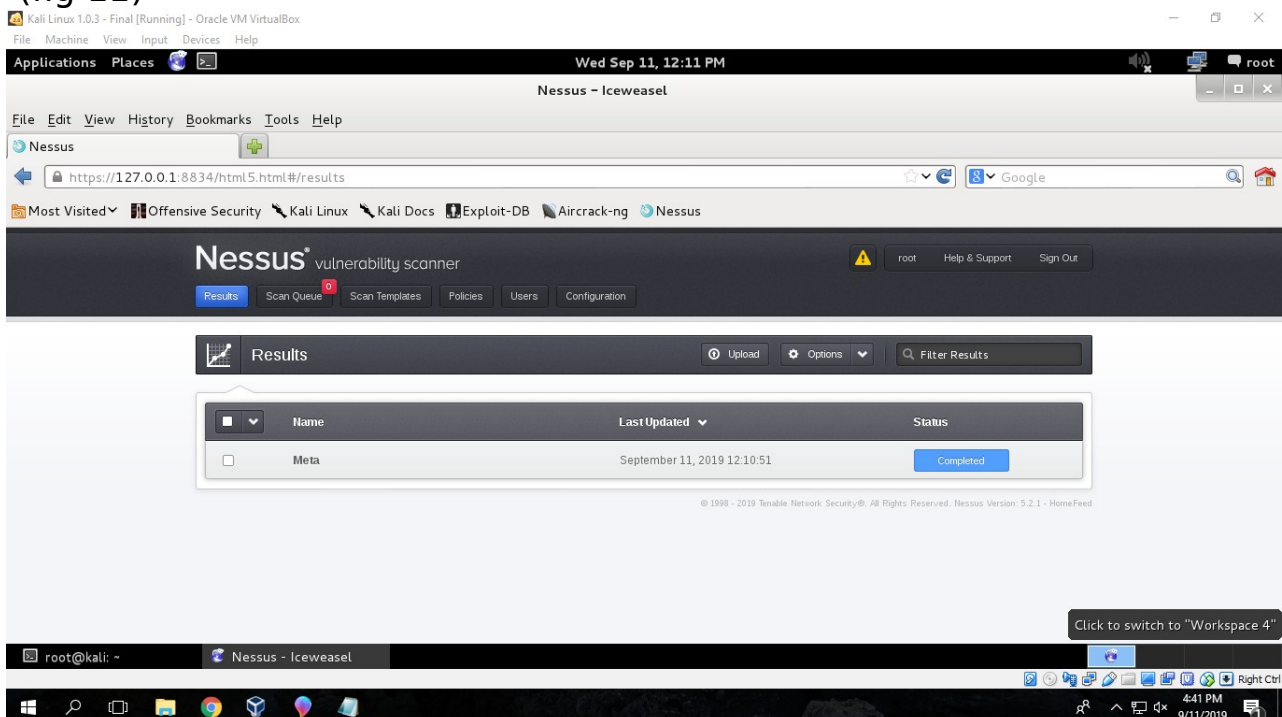 Kali Linux 1.0.3 - Final [Running] - Oracle VM VirtualBox
File Machine View Input Devices Help
Applications Places Wed Sep 11, 12:11 PM root
Nessus - Iceweasel
File Edit View History Bookmarks Tools Help
Nessus
https://127.0.0.1:8834/html5.html#/results Google
Most Visited Offensive Security Kali Linux Kali Docs Exploit-DB Aircrack-ng Nessus
Nessus® vulnerability scanner root Help & Support Sign Out
Results Scan Queue 0 Scan Templates Policies Users Configuration
Results Upload Options Filter Results
Name Last Updated Status
Meta September 11, 2019 12:10:51 Completed
© 1998 - 2019 Tenable Network Security®. All Rights Reserved. Nessus Version: 5.2.1 - HomeFeed
Click to switch to "Workspace 4"
root@kali: ~ Nessus - Iceweasel
Right Ctrl
4:41 PM
9/11/2019